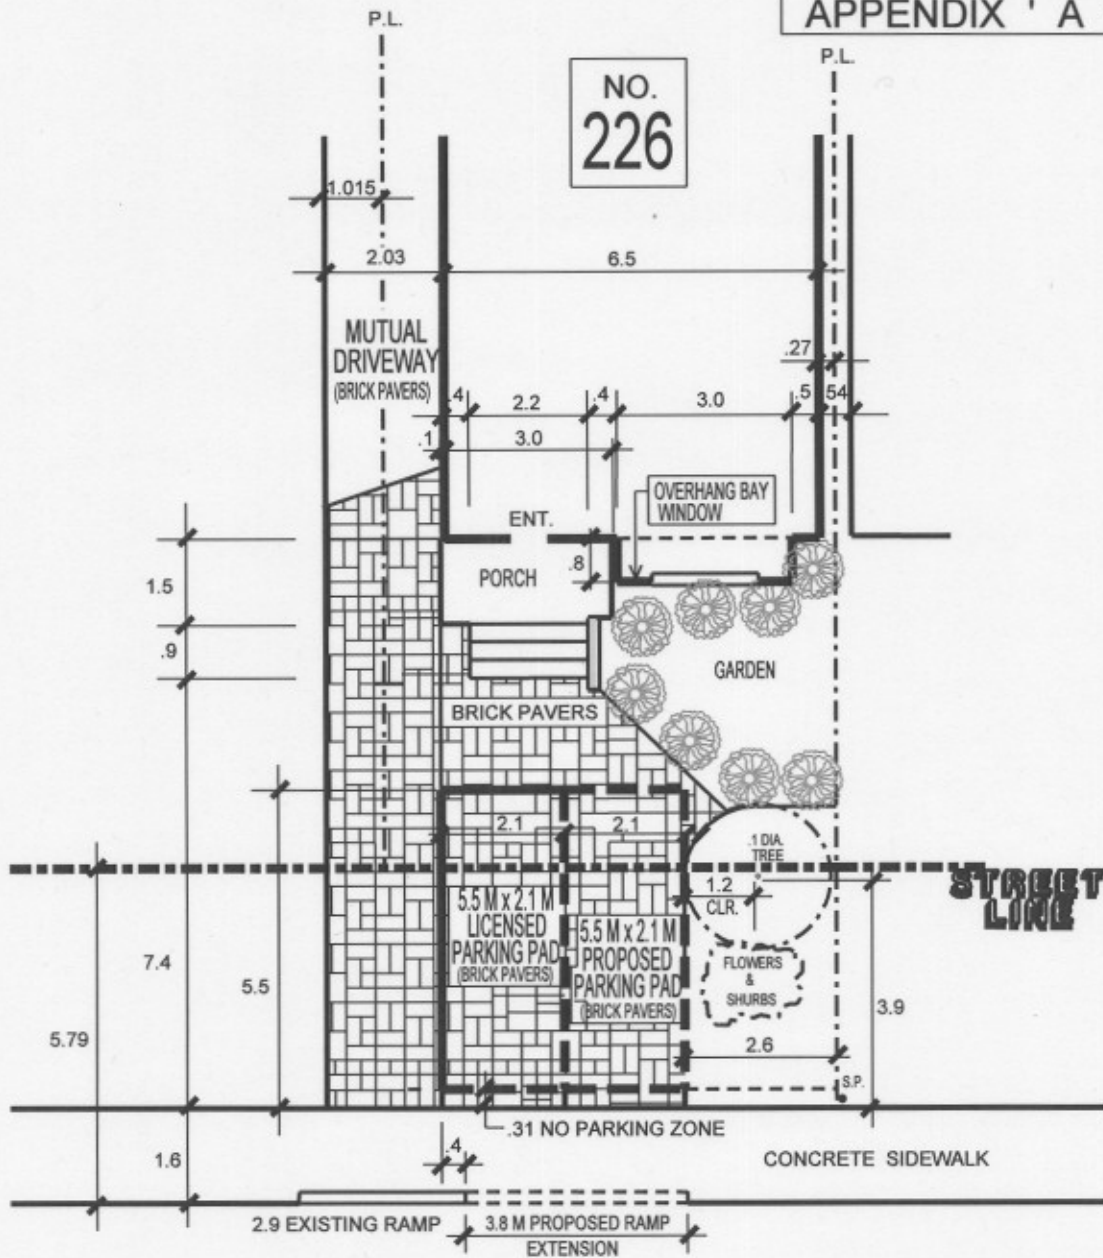 APPENDIX ' A
P.L.
P.L.
NO.
226
1.015
2.03
6.5
MUTUAL
DRIVEWAY
(BRICK PAVERS)
.27
.4
2.2
.4
3.0
.5
54
.1
3.0
OVERHANG BAY
WINDOW
ENT.
.8
PORCH
1.5
.9
GARDEN
BRICK PAVERS
2.1
2.1
.1 DIA.
TREE
STREET
LINE
1.2
CLR.
5.5 M x 2.1 M
LICENSED
PARKING PAD
(BRICK PAVERS)
5.5 M x 2.1 M
PROPOSED
PARKING PAD
(BRICK PAVERS)
FLOWERS
&
SHURBS
7.4
5.5
5.79
3.9
2.6
S.P.
.31 NO PARKING ZONE
1.6
.4
CONCRETE SIDEWALK
2.9 EXISTING RAMP
3.8 M PROPOSED RAMP
EXTENSION